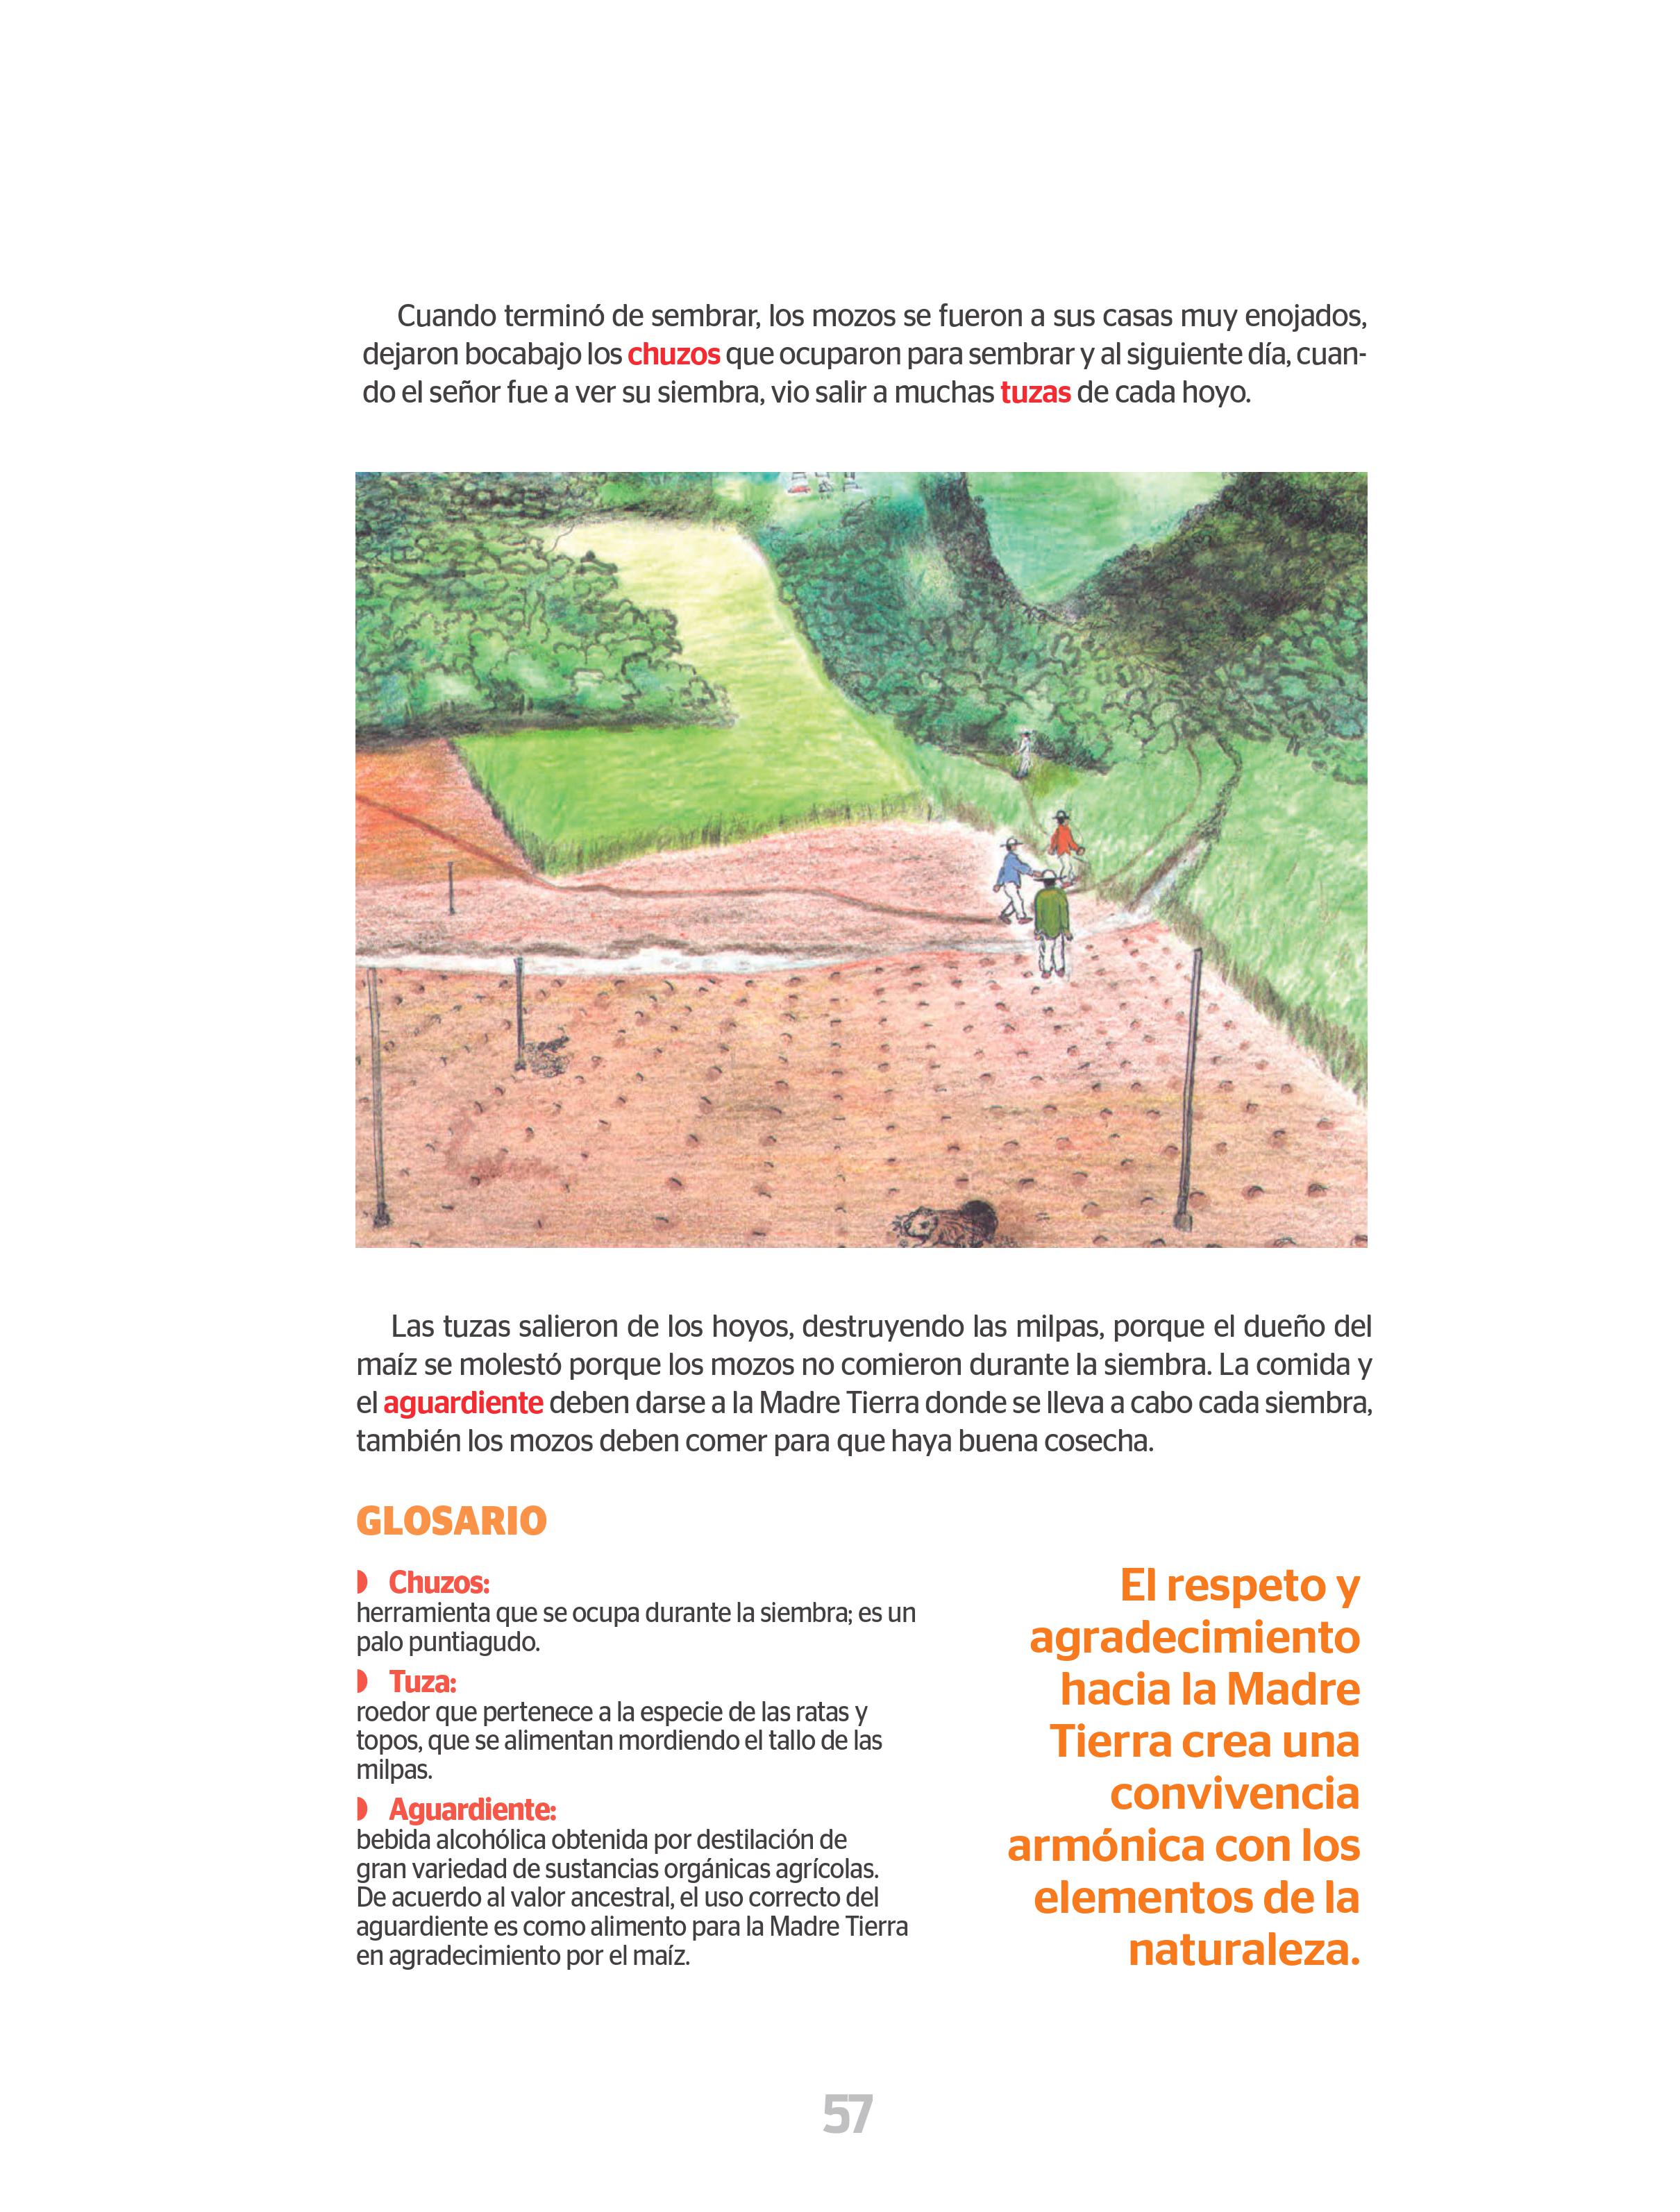 Cuando terminó de sembrar, los mozos se fueron a sus casas muy enojados,
dejaron bocabajo los chuzos que ocuparon para sembrar y al siguiente día, cuan-
do el señor fue a ver su siembra, vio salir a muchas tuzas de cada hoyo.
Las tuzas salieron de los hoyos, destruyendo las milpas, porque el dueño del
maíz se molestó porque los mozos no comieron durante la siembra. La comida y
el aguardiente deben darse a la Madre Tierra donde se lleva a cabo cada siembra,
también los mozos deben comer para que haya buena cosecha.
GLOSARIO
Chuzos:
herramienta que se ocupa durante la siembra; es un
palo puntiagudo.
Tuza:
roedor que pertenece a la especie de las ratas y
topos, que se alimentan mordiendo el tallo de las
milpas.
Aguardiente:
bebida alcohólica obtenida por destilación de
gran variedad de sustancias orgánicas agrícolas.
De acuerdo al valor ancestral, el uso correcto del
aguardiente es como alimento para la Madre Tierra
en agradecimiento por el maíz.
El respeto y
agradecimiento
hacia la Madre
Tierra crea una
convivencia
armónica con los
elementos de la
naturaleza.
57